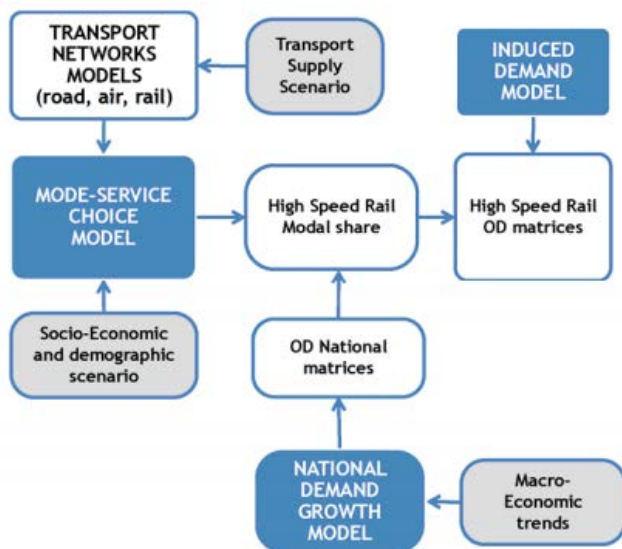 TRANSPORT
NETWORKS
MODELS
(road, air, rail)
Transport
Supply
Scenario
INDUCED
DEMAND
MODEL
MODE-SERVICE
CHOICE
MODEL
High Speed Rail
Modal share
High Speed Rail
OD matrices
Socio-Economic
and demographic
scenario
OD National
matrices
NATIONAL
DEMAND
GROWTH
MODEL
Macro-
Economic
trends